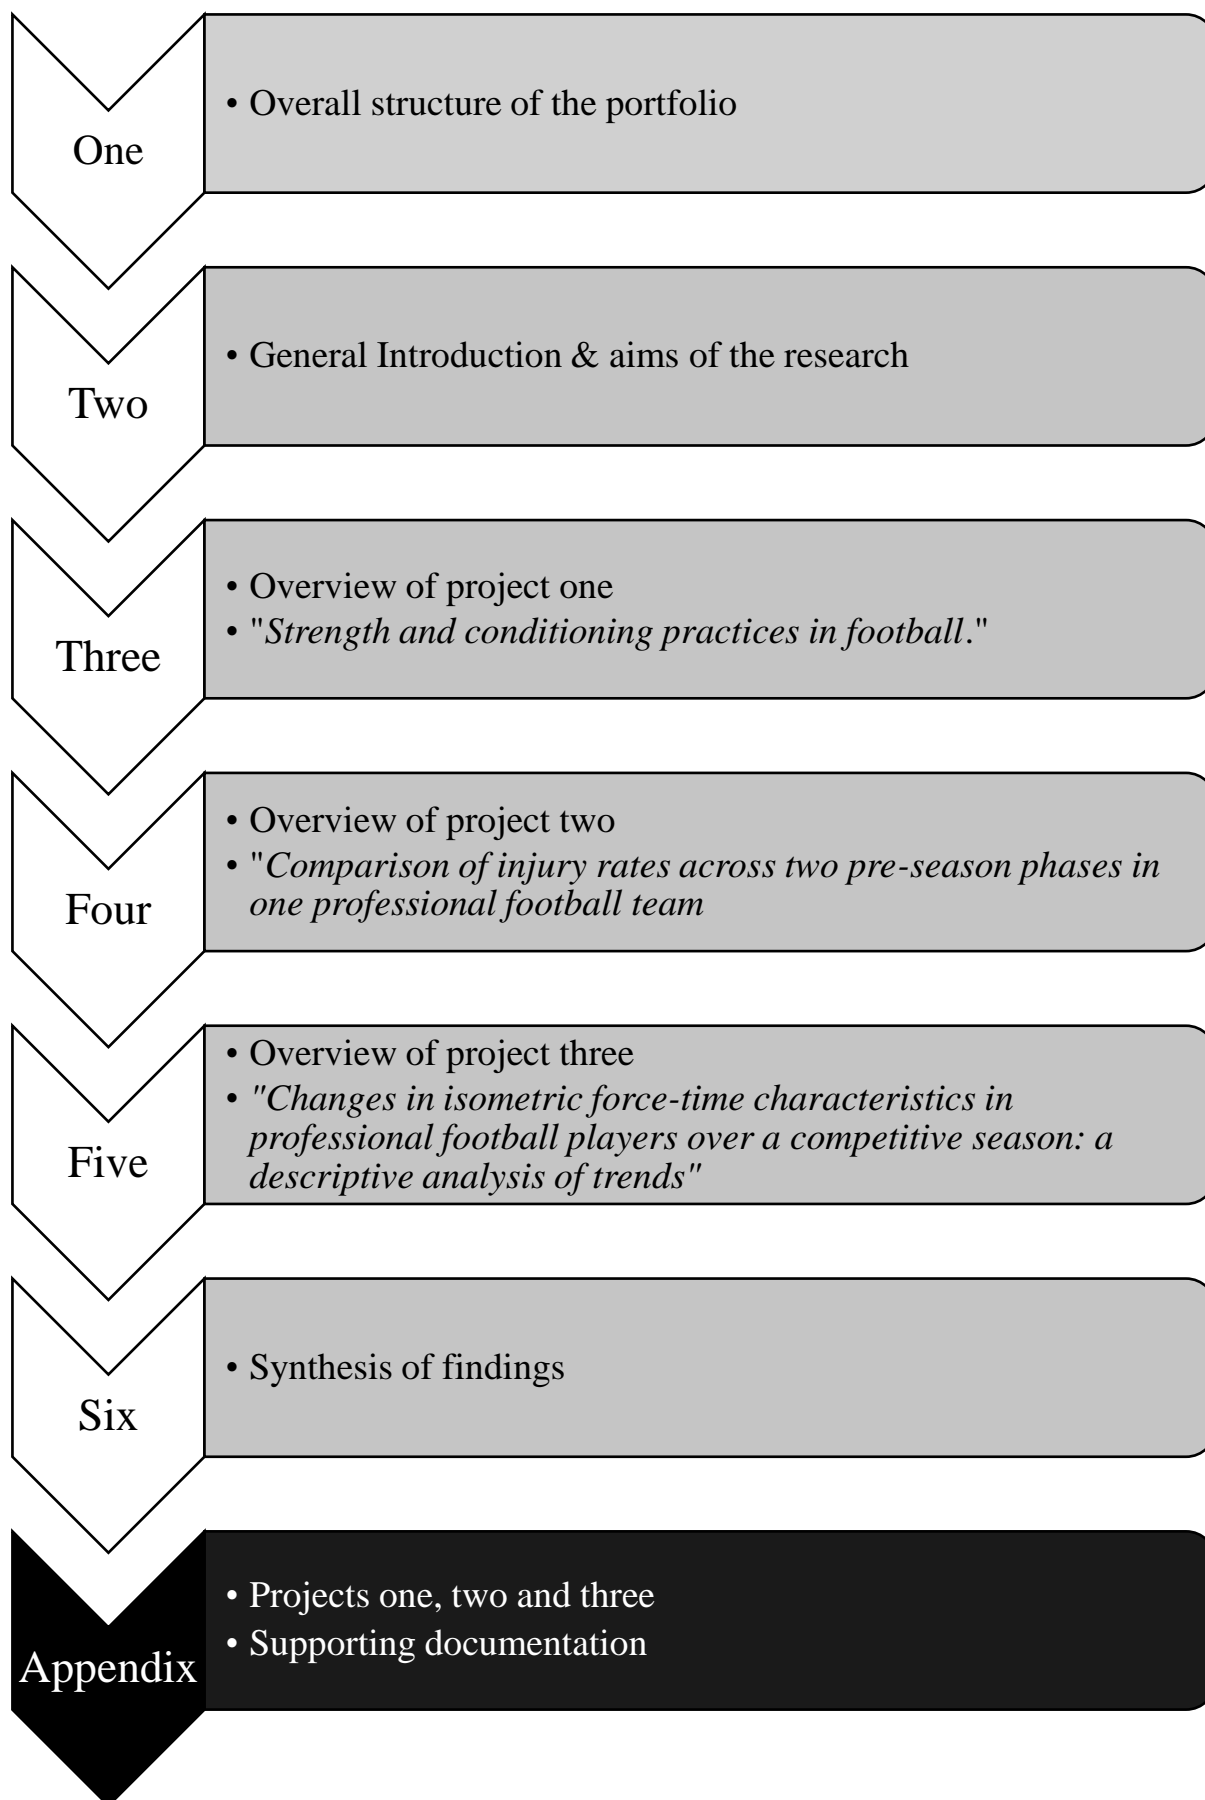 One
• Overall structure of the portfolio
Two
• General Introduction & aims of the research
Three
• Overview of project one
• "Strength and conditioning practices in football."
Four
• Overview of project two
• "Comparison of injury rates across two pre-season phases in
one professional football team
Five
• Overview of project three
• "Changes in isometric force-time characteristics in
professional football players over a competitive season: a
descriptive analysis of trends"
Six
• Synthesis of findings
Appendix
• Projects one, two and three
• Supporting documentation